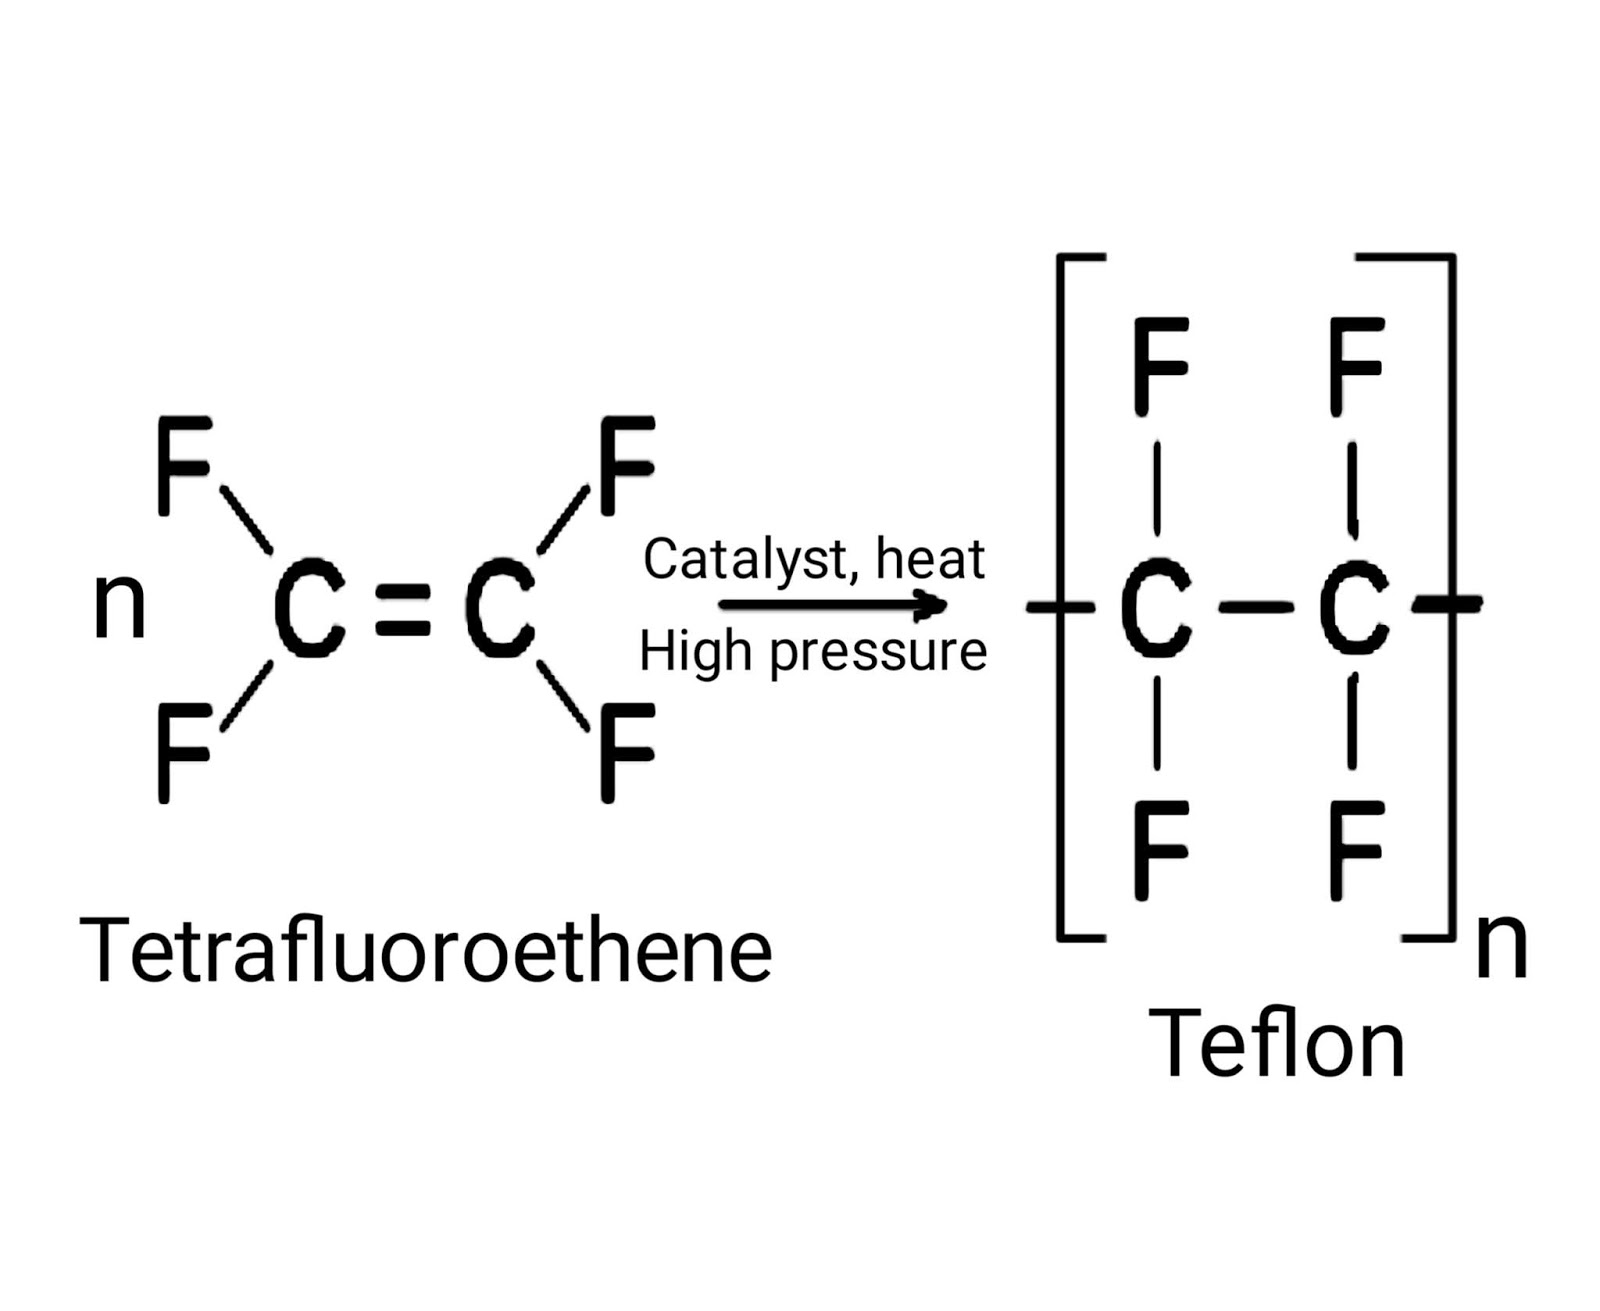 F F
n C = C
F F
Catalyst, heat
High pressure
Tetrafluoroethene
F F
C C
F F
n
Teflon